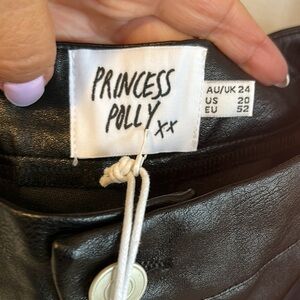 PRINCESS
POLLY xx
AU/UK 24
US 20
EU 52